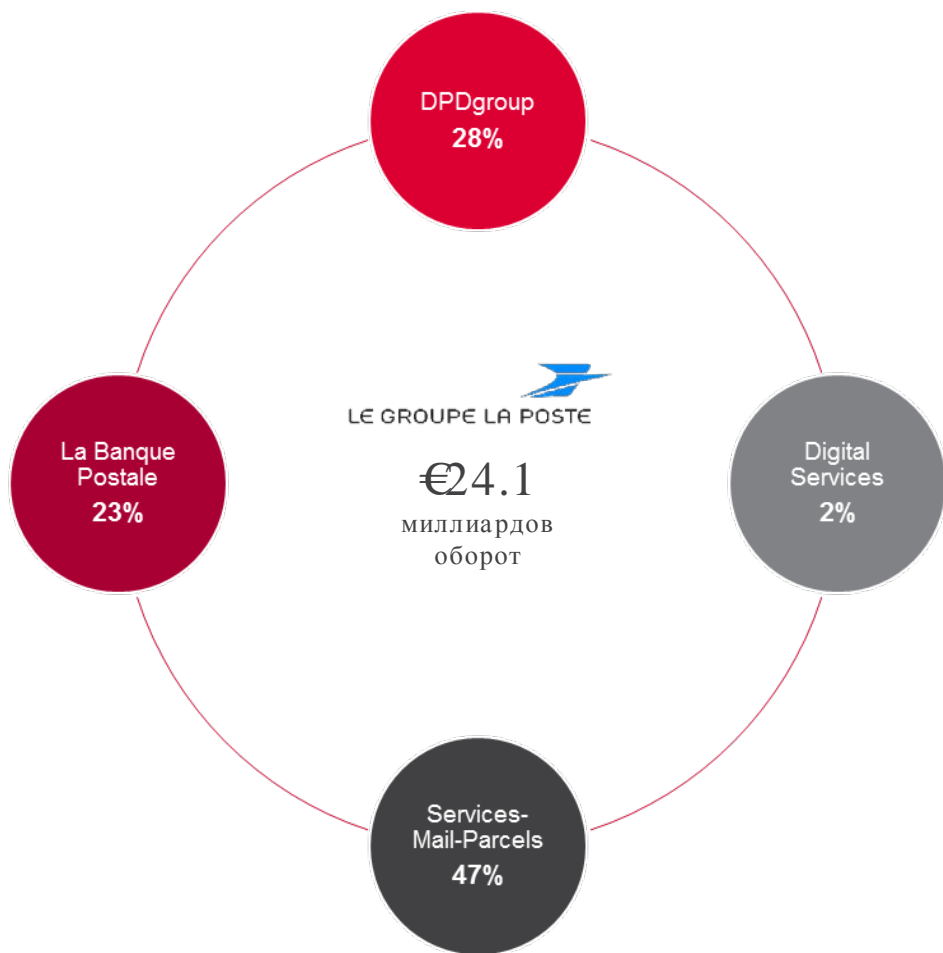 DPDgroup
28%
LE GROUPE LA POSTE
La Banque
Postale
23%
€24.1
миллиардов
оборот
Digital
Services
2%
Services-
Mail-Parcels
47%